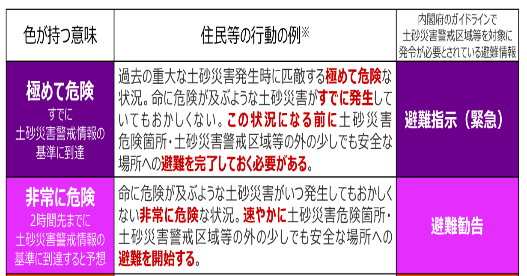 色が持つ意味
住民等の行動の例※
内閣府のガイドラインで
土砂災害警戒区域等を対象に
発令が必要とされている避難情報
極めて危険
すでに
土砂災害警戒情報の
基準に到達
過去の重大な土砂災害発生時に匹敵する極めて危険な
状況。命に危険が及ぶような土砂災害がすでに発生して
いてもおかしくない。この状況になる前に土砂災害
危険箇所・土砂災害警戒区域等の外の少しでも安全な
場所への避難を完了しておく必要がある。
避難指示（緊急）
非常に危険
2時間先までに
土砂災害警戒情報の
基準に到達すると予想
命に危険が及ぶような土砂災害がいつ発生してもおかしく
ない非常に危険な状況。速やかに土砂災害危険箇所・
土砂災害警戒区域等の外の少しでも安全な場所への
避難を開始する。
避難勧告